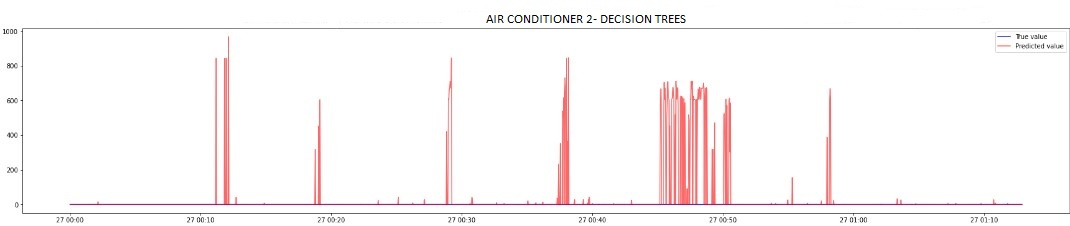 AIR CONDITIONER 2- DECISION TREES
1000
800
600
400
200
0
True value
Predicted value
27 00:00 27 00:10 27 00:20 27 00:30 27 00:40 27 00:50 27 01:00 27 01:10